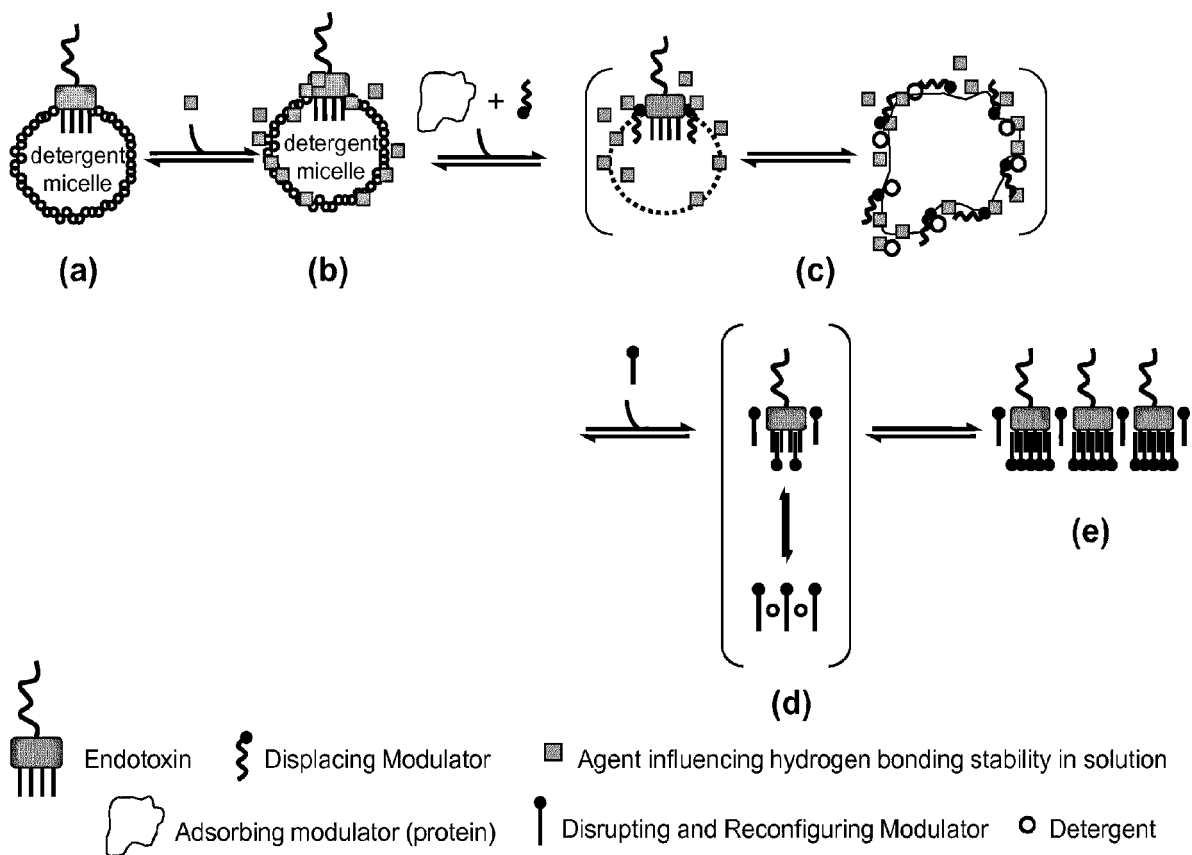 detergent
micelle
detergent
micelle
+
(a)
(b)
(c)
(d)
(e)
Endotoxin
Displacing Modulator
Agent influencing hydrogen bonding stability in solution
Adsorbing modulator (protein)
Disrupting and Reconfiguring Modulator
Detergent